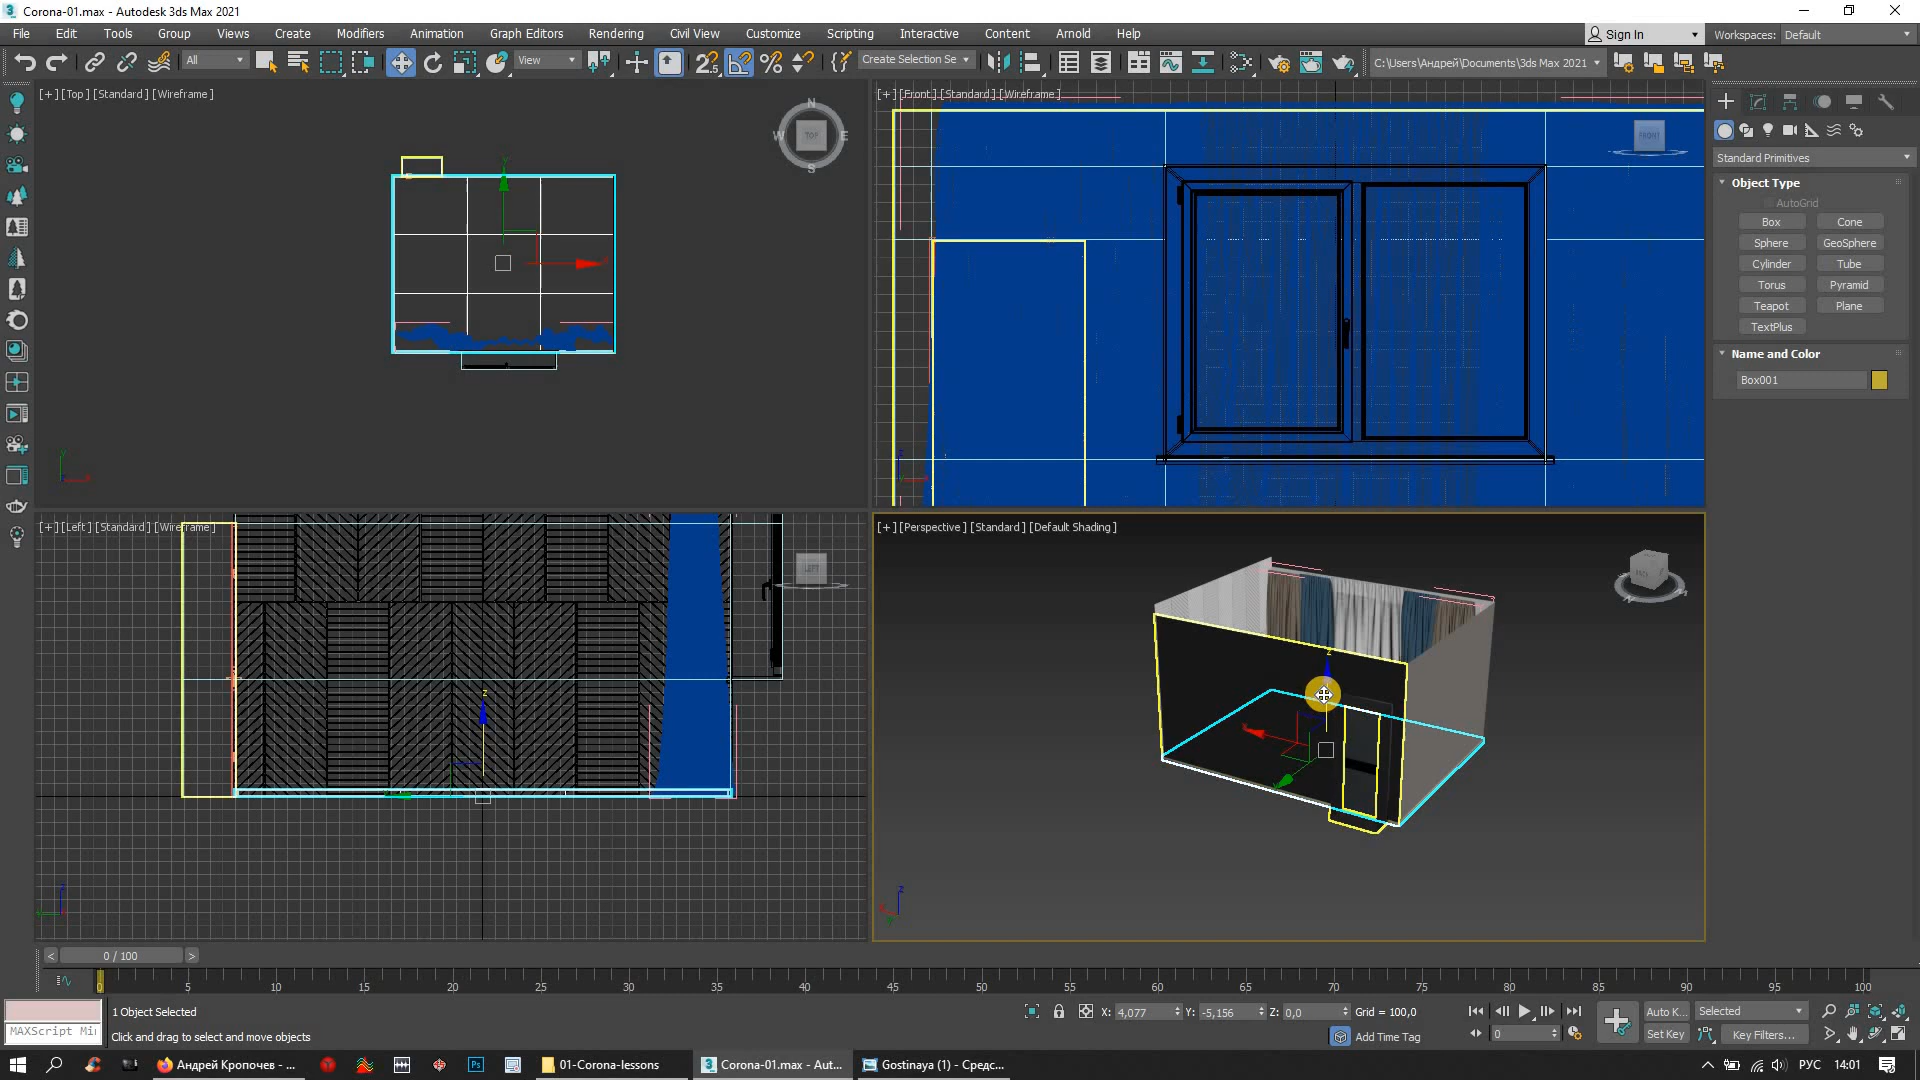 Corona-01.max - Autodesk 3ds Max 2021
File Edit Tools Group Views Create Modifiers Animation Graph Editors Rendering Civil View Customize Scripting Interactive Content Arnold Help
Sign In
Workspaces: Default
All
View
Create Selection Se
C:\Users\Андрей\Documents\3ds Max 2021
[+] [Top] [Standard] [Wireframe]
N
W TOP E
S
[+] [Front] [Standard] [Wireframe]
FRONT
Standard Primitives
Object Type
AutoGrid
Box Cone
Sphere GeoSphere
Cylinder Tube
Torus Pyramid
Teapot Plane
TextPlus
Name and Color
Box001
[+] [Left] [Standard] [Wireframe]
LEFT
[+] [Perspective] [Standard] [Default Shading]
0 / 100
0 5 10 15 20 25 30 35 40 45 50 55 60 65 70 75 80 85 90 95 100
1 Object Selected
X: 4,077 Y: -5,156 Z: 0,0 Grid = 100,0
Auto K... Selected
MAXScript Mi
Click and drag to select and move objects
Add Time Tag
0
Set Key Key Filters...
Андрей Кропочев - ...
01-Corona-lessons
Corona-01.max - Aut...
Gostinaya (1) - Средс...
РУС 14:01